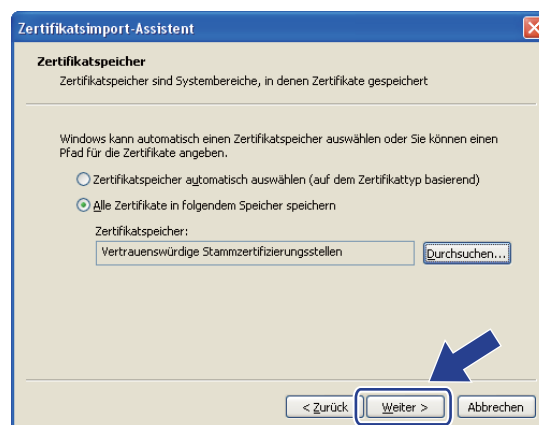 Zertifikatsimport-Assistent
Zertifikatspeicher
Zertifikatspeicher sind Systembereiche, in denen Zertifikate gespeichert
Windows kann automatisch einen Zertifikatspeicher auswählen oder Sie können einen
Pfad für die Zertifikate angeben.
Zertifikatspeicher automatisch auswählen (auf dem Zertifikattyp basierend)
Alle Zertifikate in folgendem Speicher speichern
Zertifikatspeicher:
Vertrauenswürdige Stammzertifizierungsstellen Durchsuchen...
< Zurück Weiter > Abbrechen